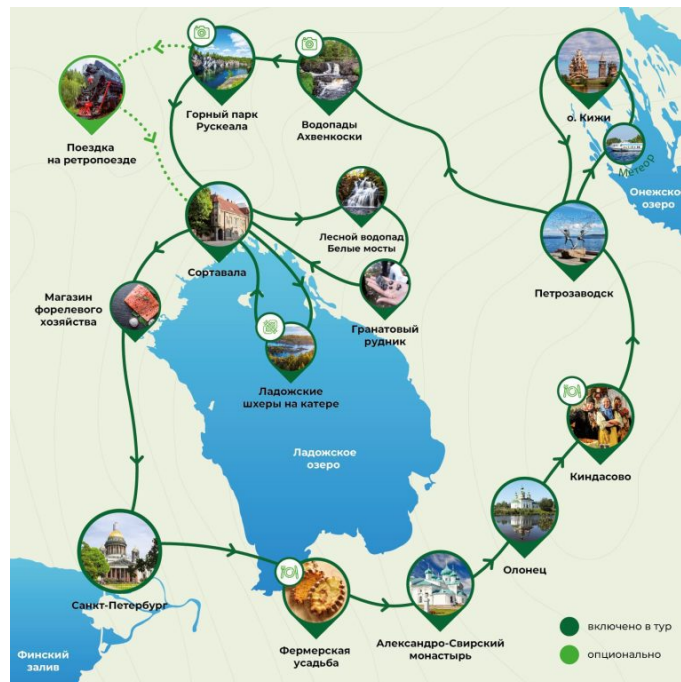 Горный парк
Рускеала
Водопады
Ахвенкоски
о. Кижи
Поездка
на ретропоезде
Метеор
Онежское
озеро
Лесной водопад
Белые мосты
Сортавала
Петрозаводск
Магазин
форелевого
хозяйства
Гранатовый
рудник
Ладожские
шхеры на катере
Ладожское
озеро
Киндасово
Олонец
Санкт-Петербург
Фермерская
усадьба
Александро-Свирский
монастырь
включено в тур
опционально
Финский
залив